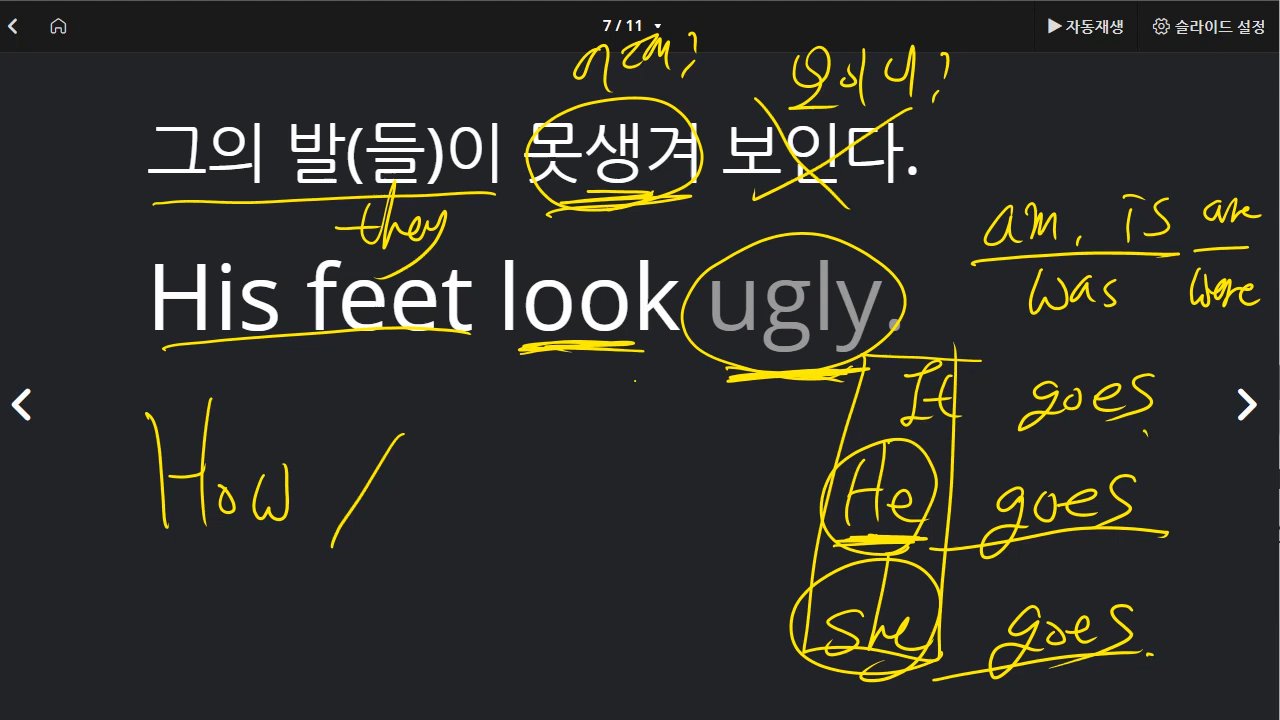 7 / 11
자동재생
슬라이드 설정
보이니?
그의 발(들)이 못생겨 보인다.
they
am, is are
was were
His feet look ugly.
It goes
How / He goes
she goes